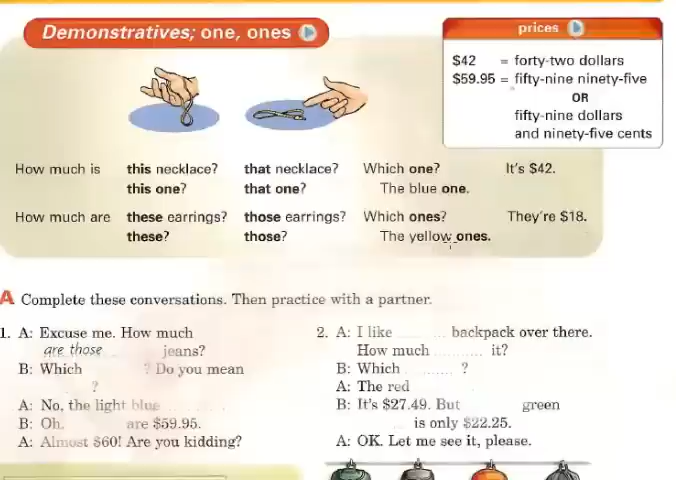 Demonstratives; one, ones
prices
$42 = forty-two dollars
$59.95 = fifty-nine ninety-five
OR
fifty-nine dollars
and ninety-five cents
How much is this necklace? that necklace? Which one? It's $42.
this one? that one? The blue one.
How much are these earrings? those earrings? Which ones? They're $18.
these? those? The yellow ones.
A Complete these conversations. Then practice with a partner.
1. A: Excuse me. How much
are those jeans?
B: Which ? Do you mean
?
A: No, the light blue
B: Oh, are $59.95.
A: Almost $60! Are you kidding?
2. A: I like ......... backpack over there.
How much .......... it?
B: Which ......... ?
A: The red
B: It's $27.49. But green
is only $22.25.
A: OK. Let me see it, please.